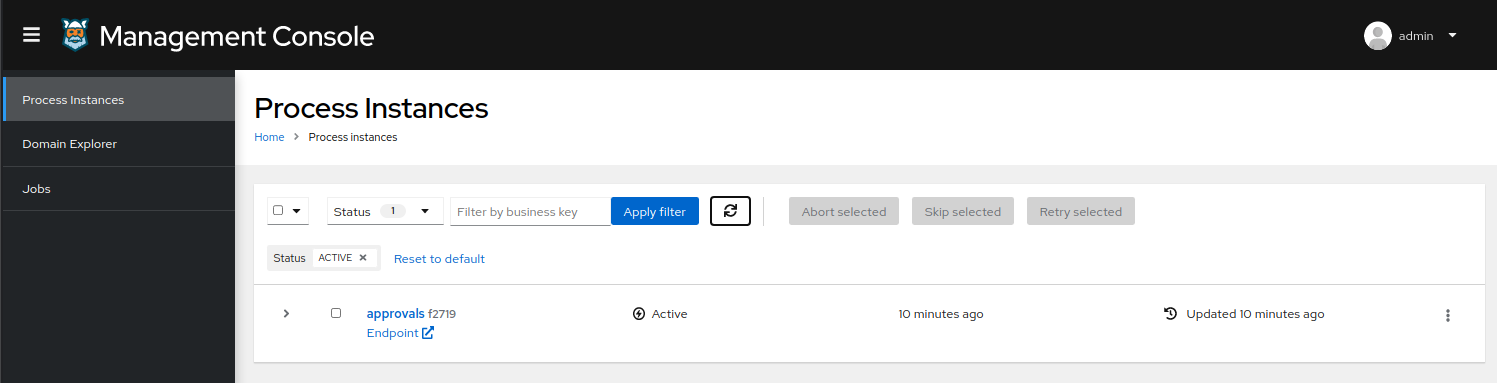 Management Console
admin
Process Instances
Domain Explorer
Jobs
Process Instances
Home > Process instances
Status 1 Filter by business key Apply filter Abort selected Skip selected Retry selected
Status ACTIVE × Reset to default
approvals f2719 Active 10 minutes ago Updated 10 minutes ago
Endpoint